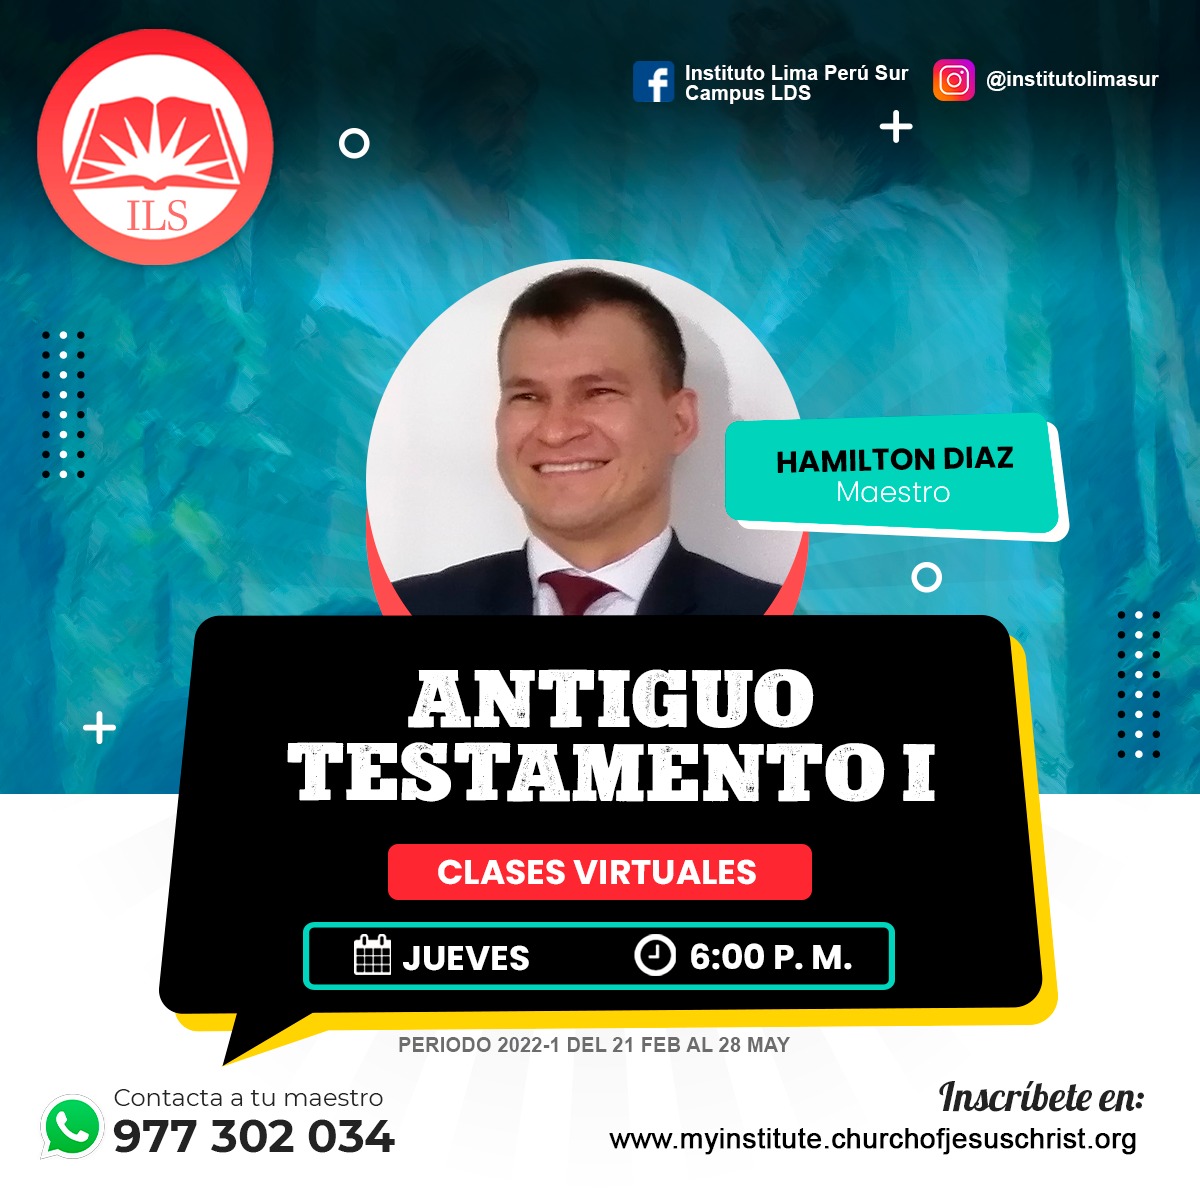 ILS
Instituto Lima Perú Sur
Campus LDS
@institutolimasur
HAMILTON DIAZ
Maestro
ANTIGUO
TESTAMENTO I
CLASES VIRTUALES
JUEVES
6:00 P. M.
PERIODO 2022-1 DEL 21 FEB AL 28 MAY
Contacta a tu maestro
977 302 034
Inscríbete en:
www.myinstitute.churchofjesuschrist.org